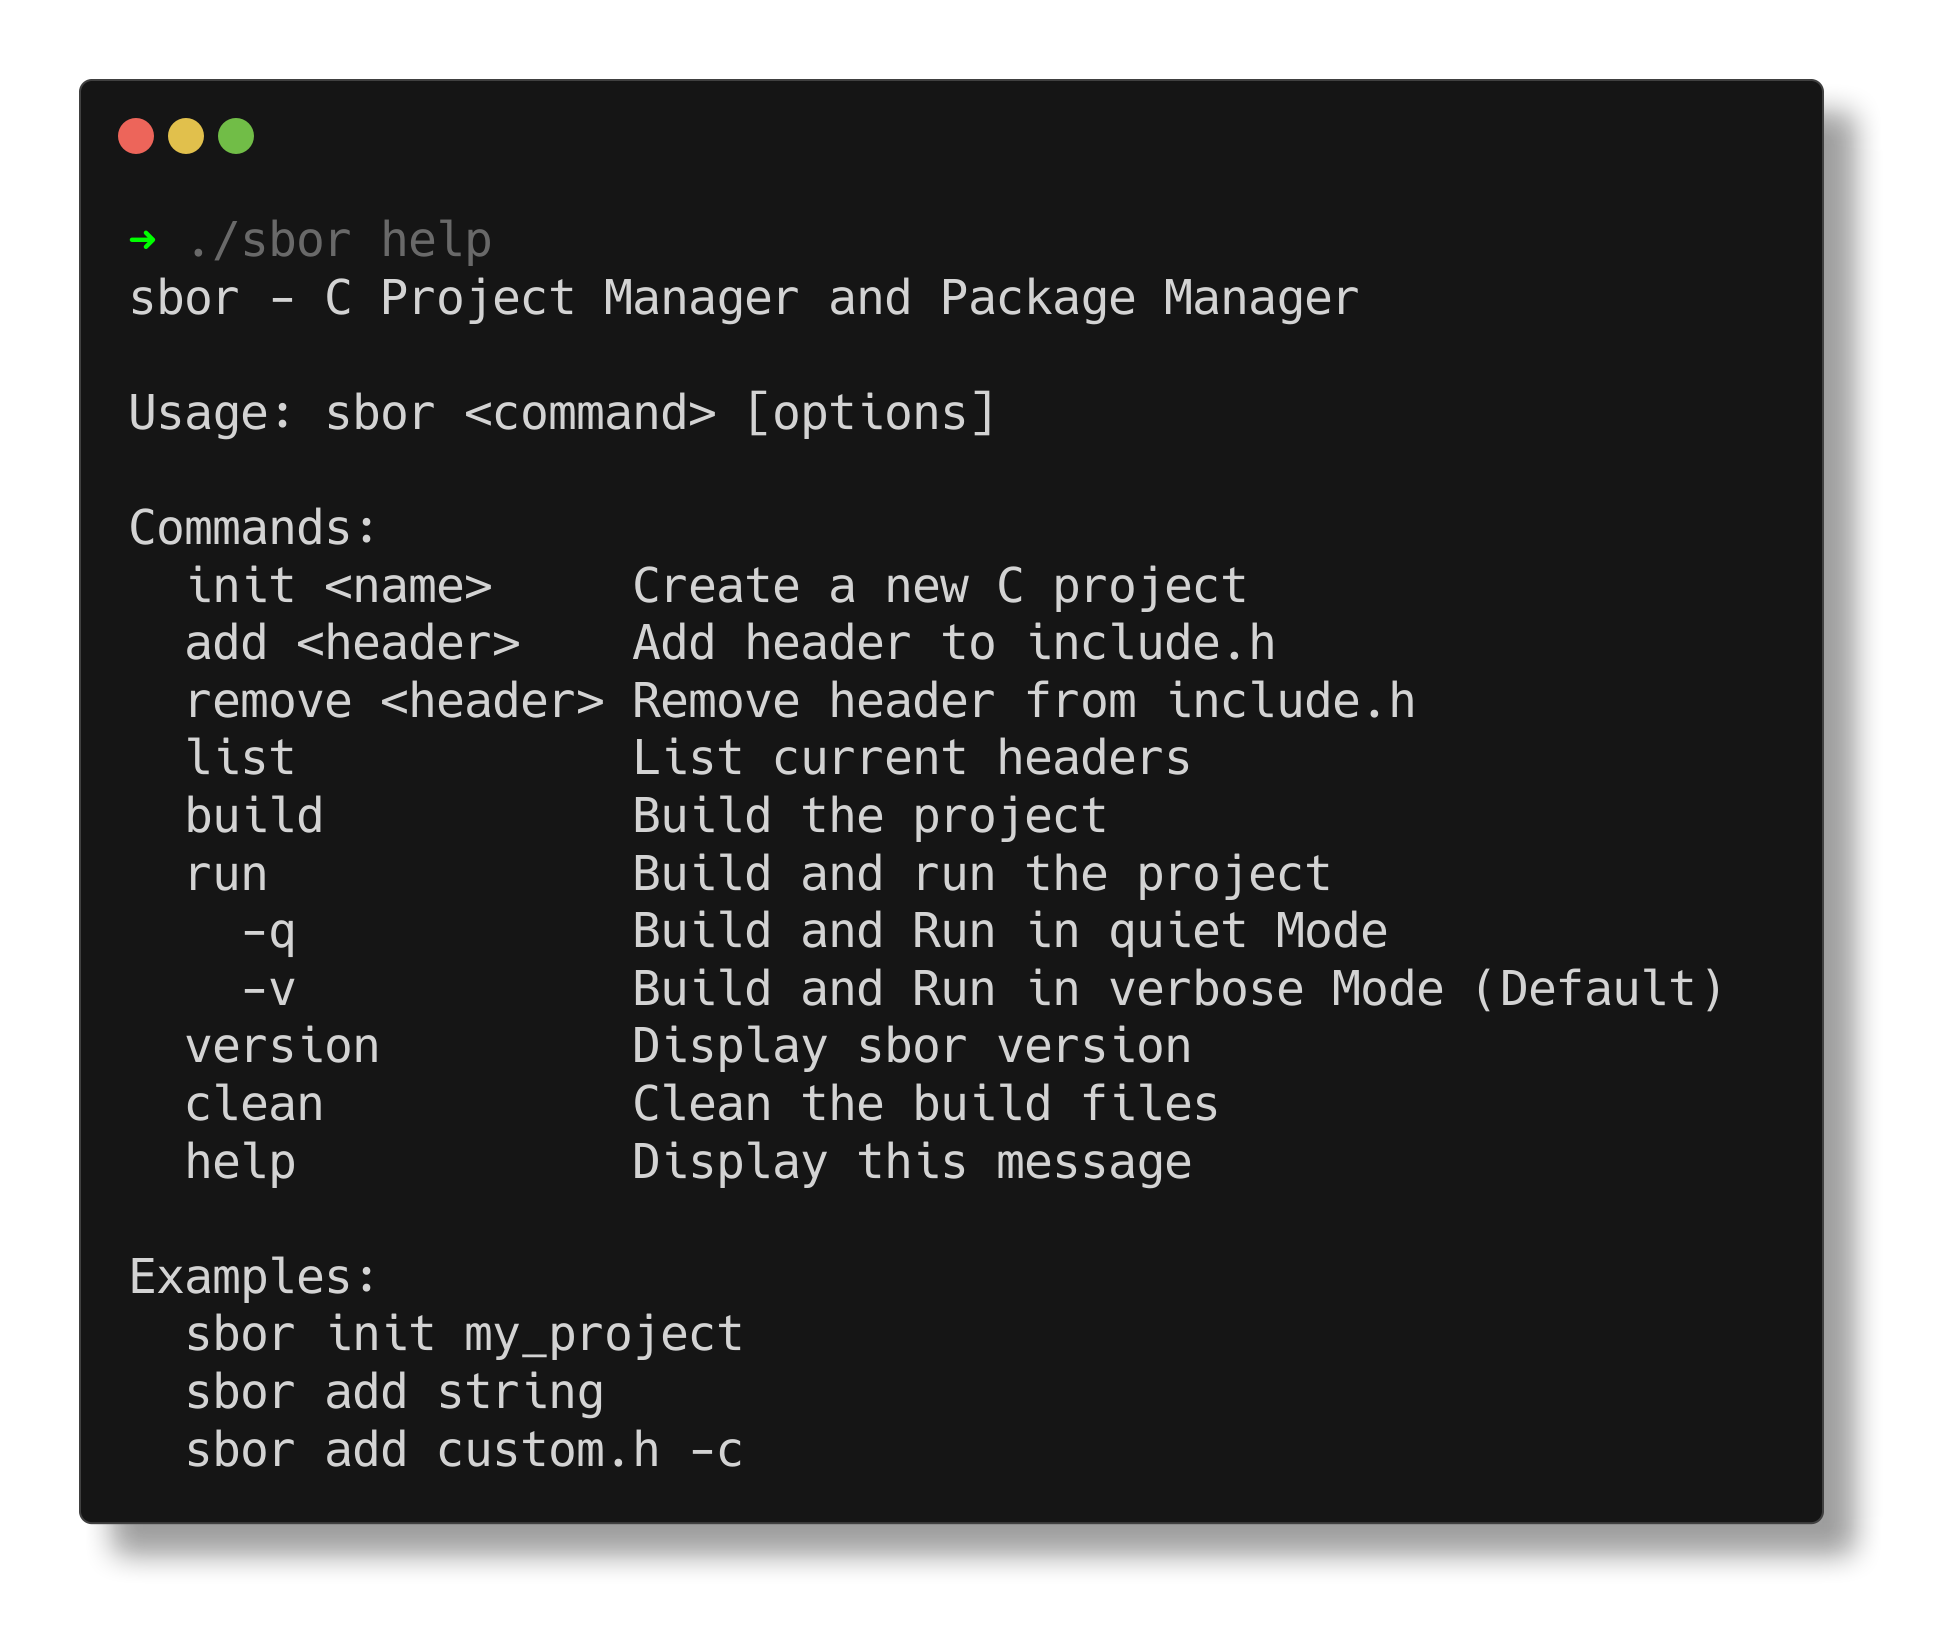 ➜ ./sbor help
sbor - C Project Manager and Package Manager

Usage: sbor <command> [options]

Commands:
  init <name>     Create a new C project
  add <header>    Add header to include.h
  remove <header> Remove header from include.h
  list            List current headers
  build           Build the project
  run             Build and run the project
    -q            Build and Run in quiet Mode
    -v            Build and Run in verbose Mode (Default)
  version         Display sbor version
  clean           Clean the build files
  help            Display this message

Examples:
  sbor init my_project
  sbor add string
  sbor add custom.h -c